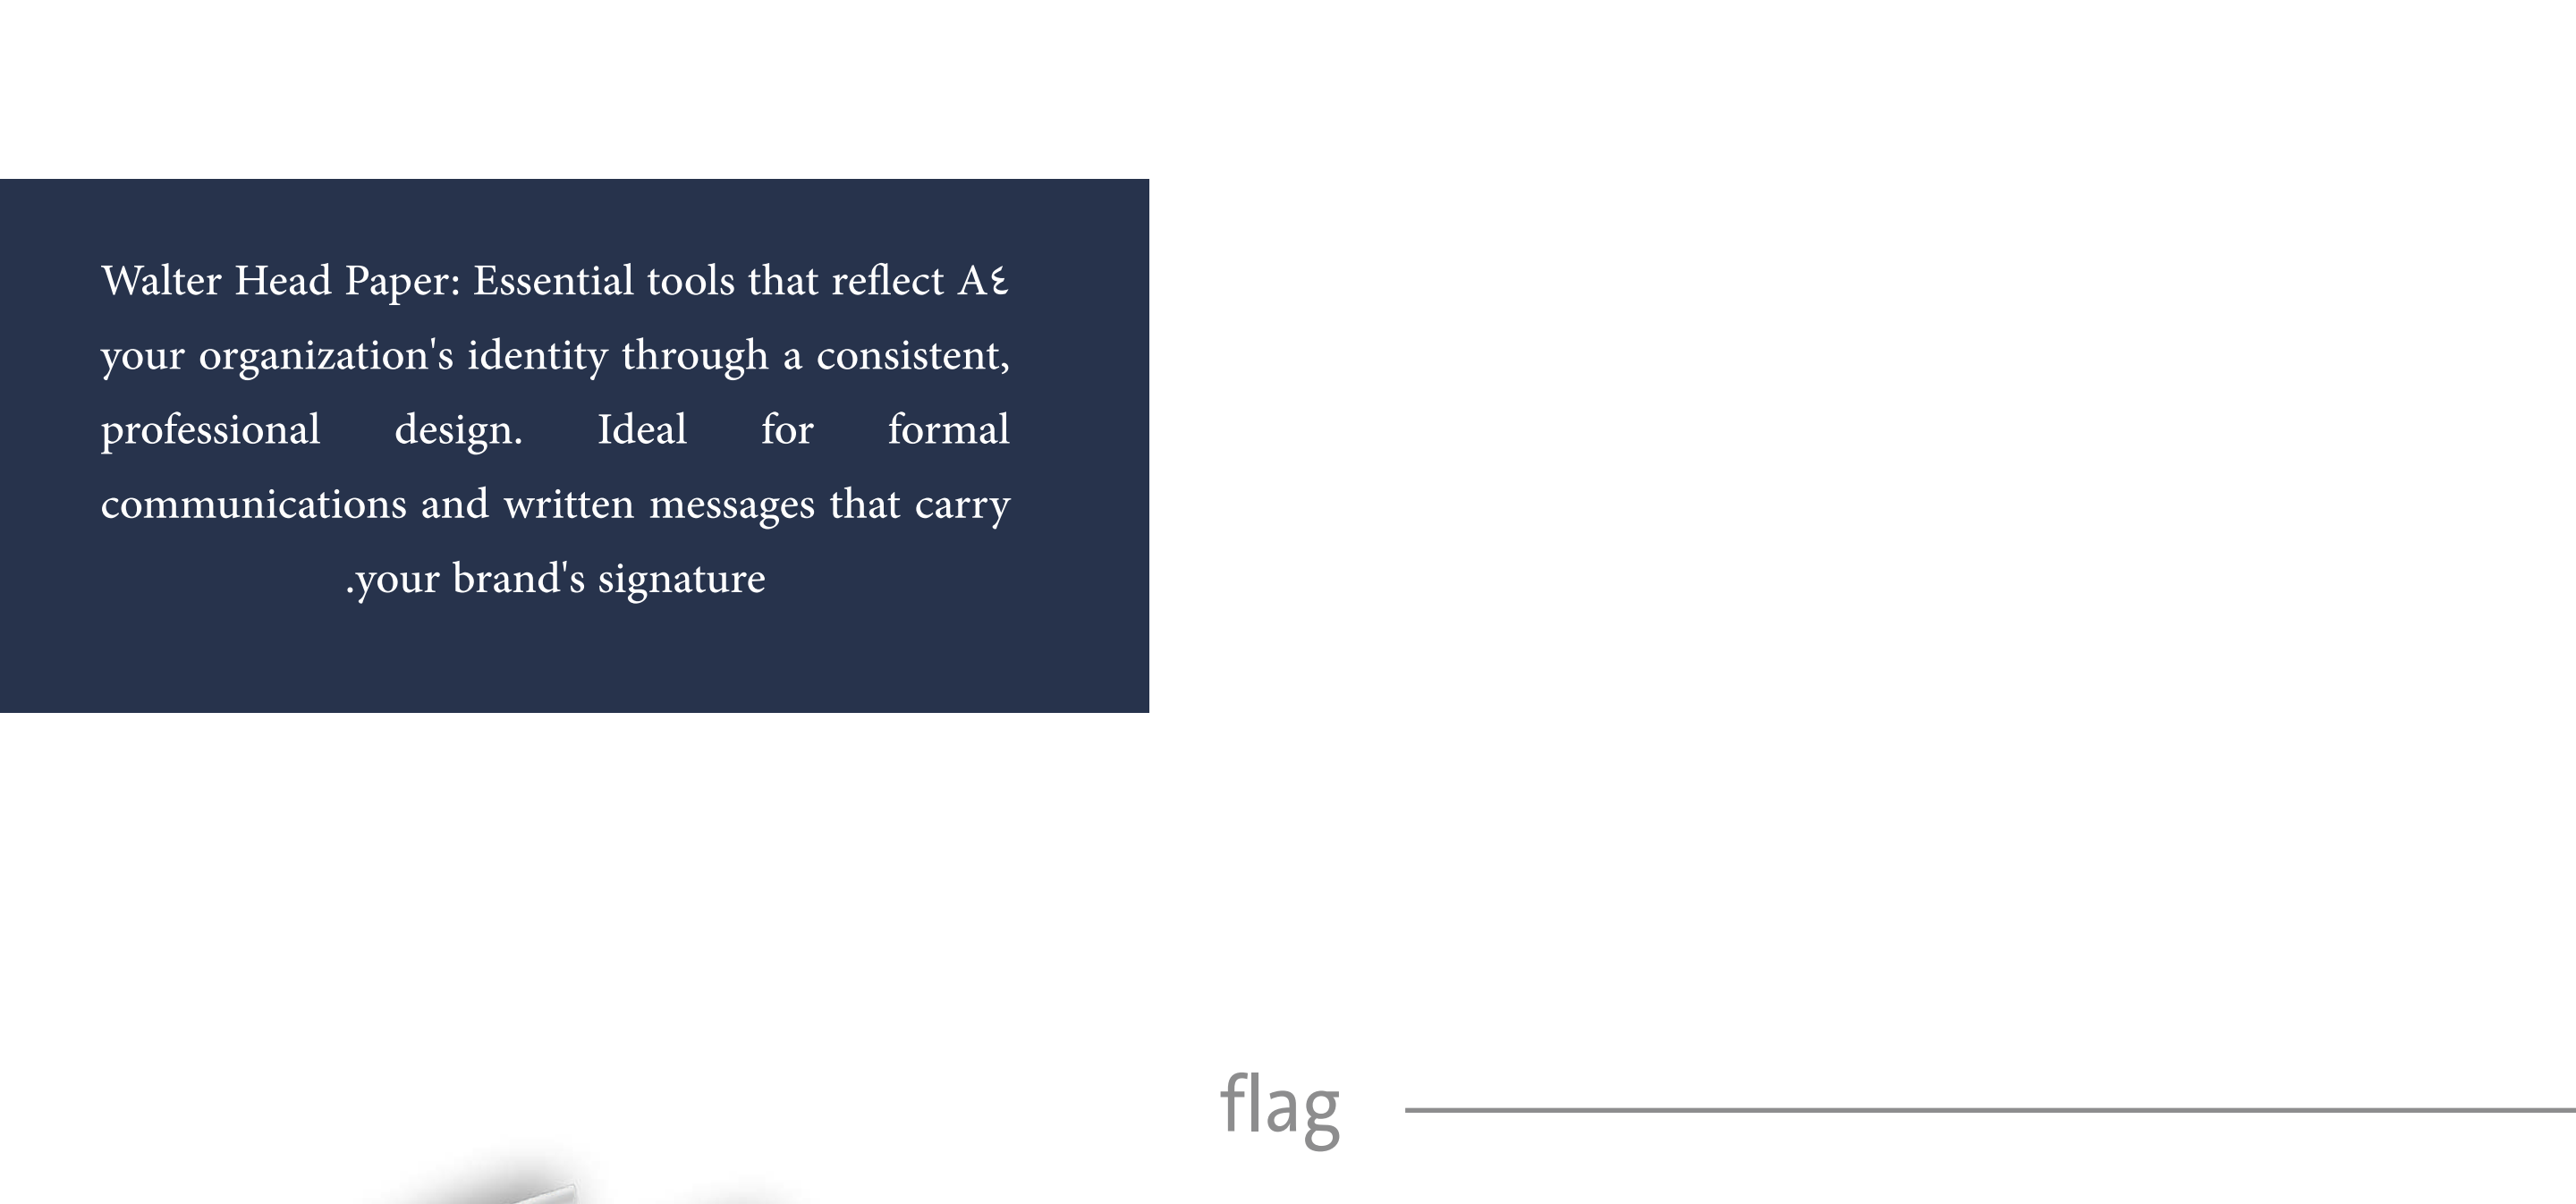 Walter Head Paper: Essential tools that reflect A٤
your organization's identity through a consistent,
professional design. Ideal for formal
communications and written messages that carry
.your brand's signature
flag